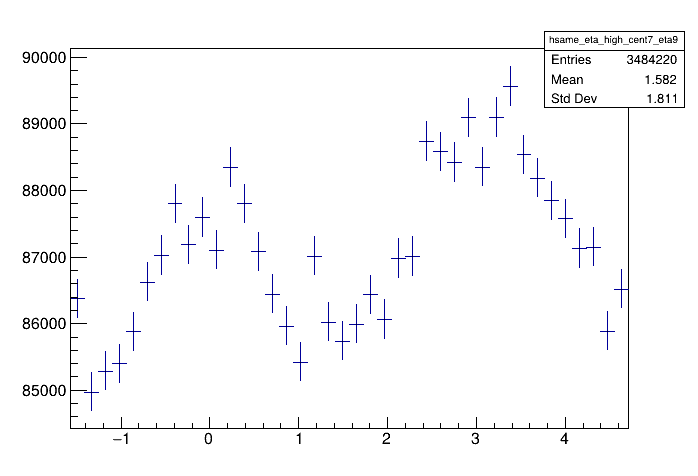 hsame_eta_high_cent7_eta9
Entries 3484220
Mean 1.582
Std Dev 1.811
90000
89000
88000
87000
86000
85000
−1 0 1 2 3 4